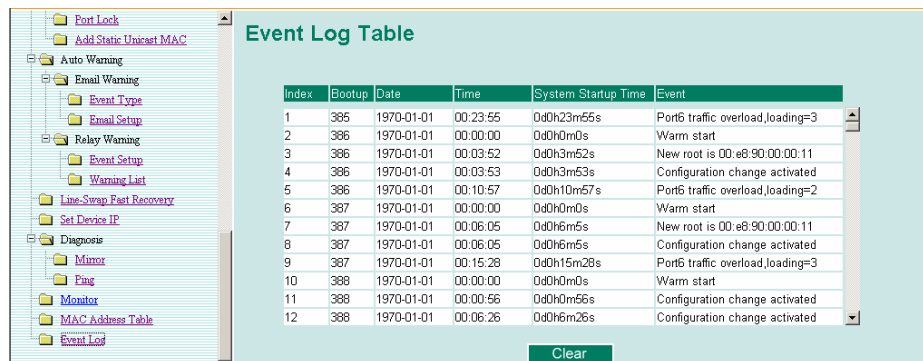 Port Lock
Add Static Unicast MAC
Auto Warning
Email Warning
Event Type
Email Setup
Relay Warning
Event Setup
Warning List
Line-Swap Fast Recovery
Set Device IP
Diagnosis
Mirror
Ping
Monitor
MAC Address Table
Event Log
Event Log Table
Index Bootup Date Time System Startup Time Event
1 385 1970-01-01 00:23:55 0d0h23m55s Port6 traffic overload,loading=3
2 386 1970-01-01 00:00:00 0d0h0m0s Warm start
3 386 1970-01-01 00:03:52 0d0h3m52s New root is 00:e8:90:00:00:11
4 386 1970-01-01 00:03:53 0d0h3m53s Configuration change activated
5 386 1970-01-01 00:10:57 0d0h10m57s Port6 traffic overload,loading=2
6 387 1970-01-01 00:00:00 0d0h0m0s Warm start
7 387 1970-01-01 00:06:05 0d0h6m5s New root is 00:e8:90:00:00:11
8 387 1970-01-01 00:06:05 0d0h6m5s Configuration change activated
9 387 1970-01-01 00:15:28 0d0h15m28s Port6 traffic overload,loading=3
10 388 1970-01-01 00:00:00 0d0h0m0s Warm start
11 388 1970-01-01 00:00:56 0d0h0m56s Configuration change activated
12 388 1970-01-01 00:06:26 0d0h6m26s Configuration change activated
Clear